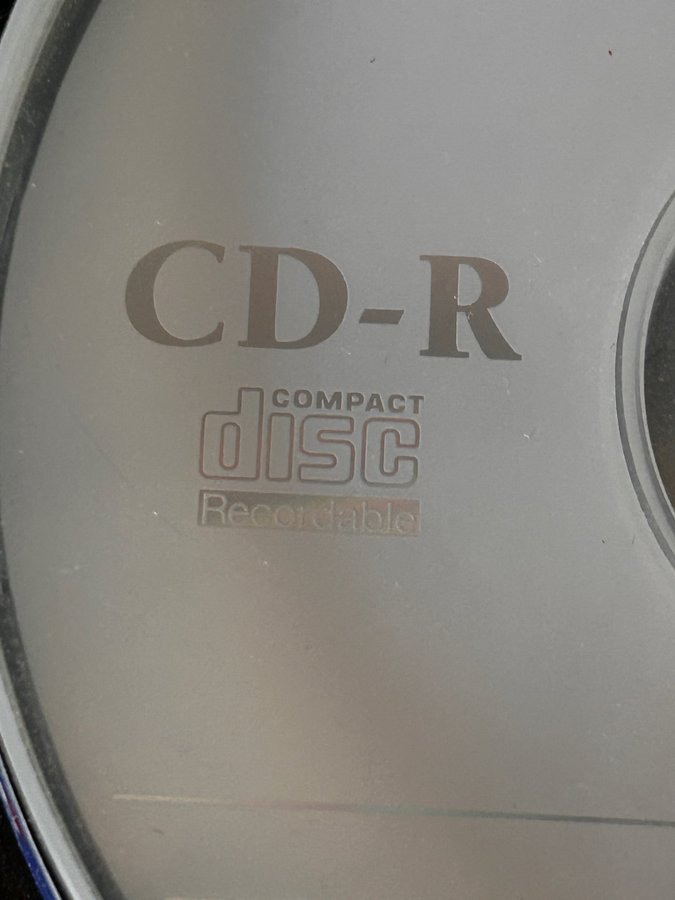 CD-R
COMPACT
disc
Recordable